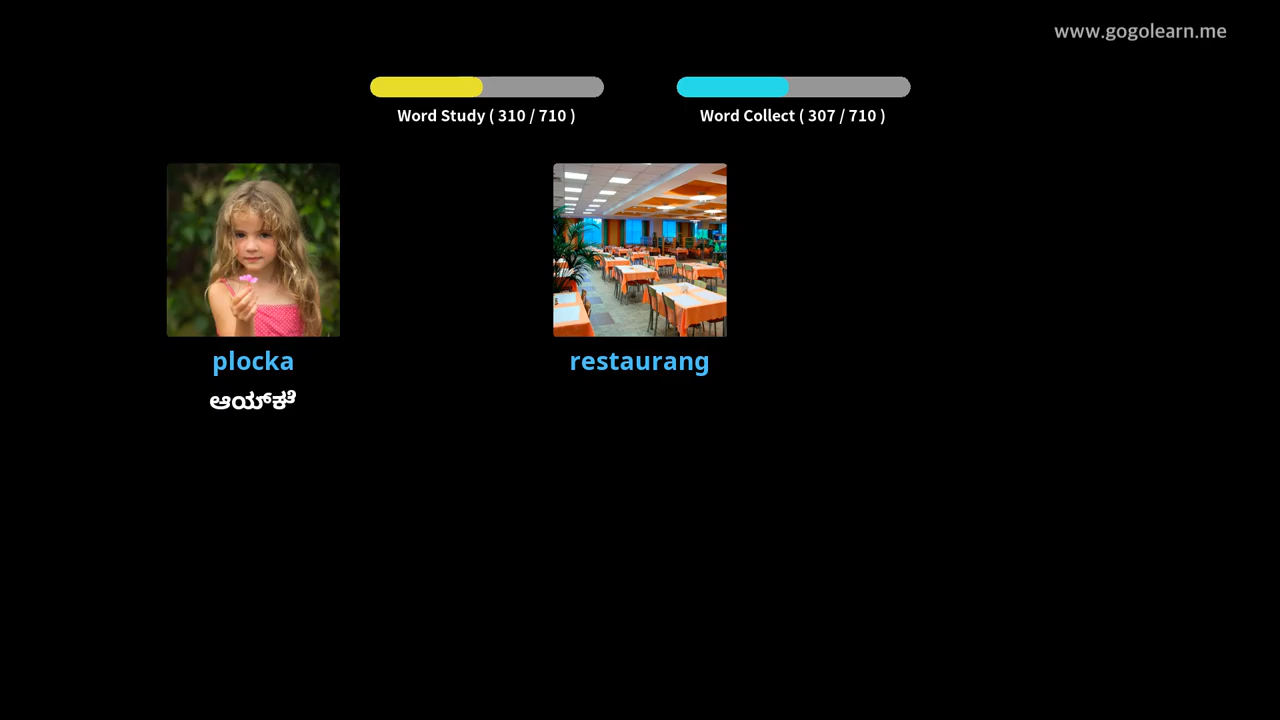 www.gogolearn.me
Word Study ( 310 / 710 )
Word Collect ( 307 / 710 )
plocka
restaurang
ಆಯ್ಕೆ